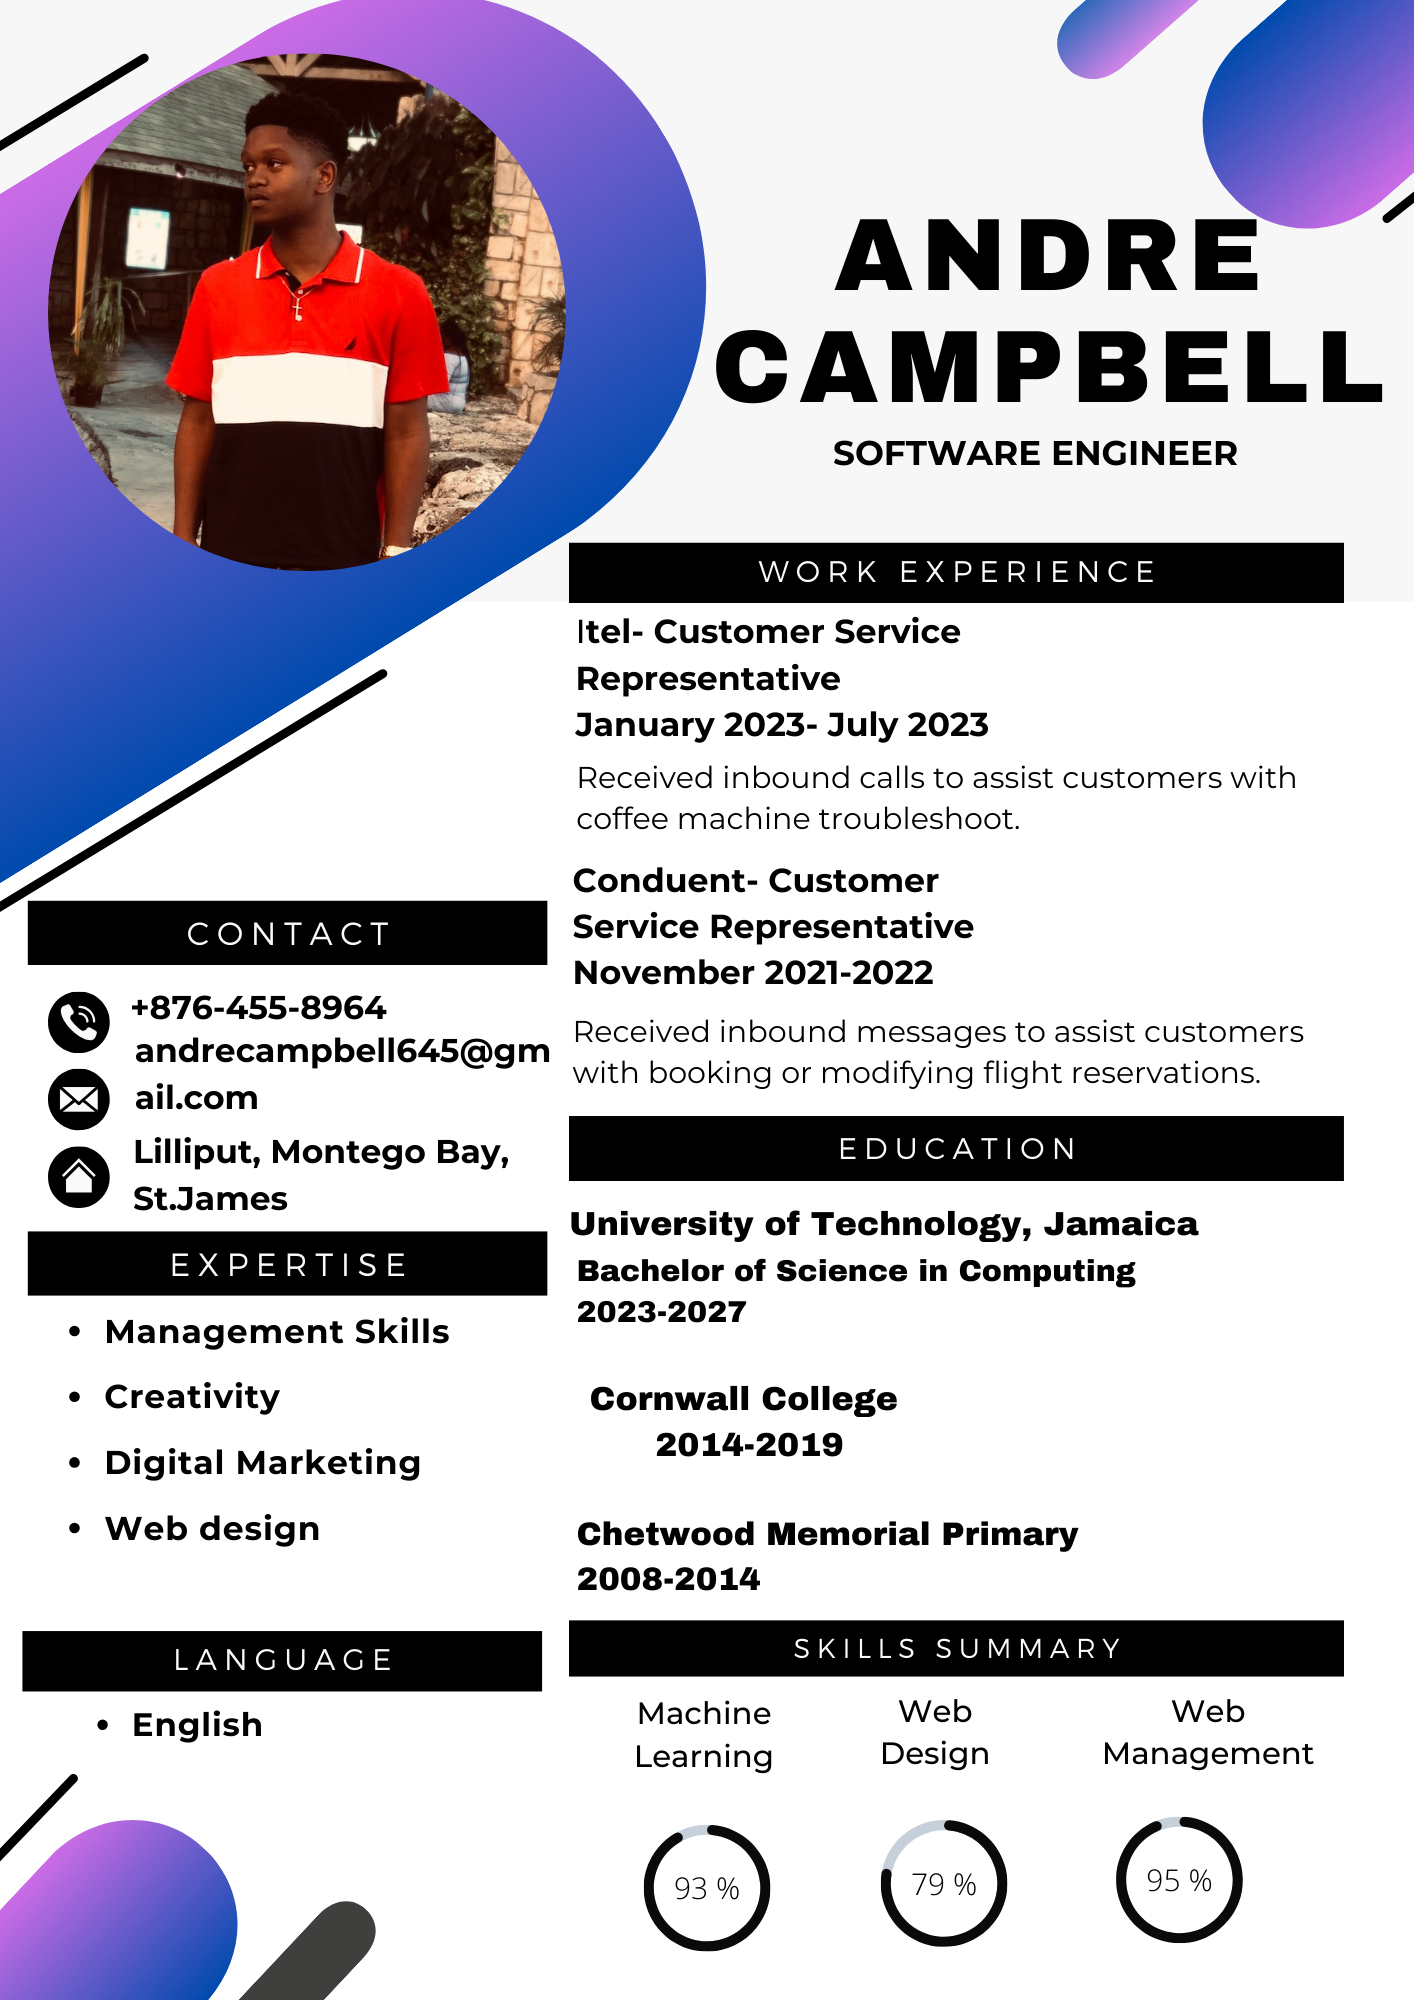 ANDRE
CAMPBELL
SOFTWARE ENGINEER
WORK EXPERIENCE
Itel- Customer Service
Representative
January 2023- July 2023
Received inbound calls to assist customers with
coffee machine troubleshoot.
Conduent- Customer
Service Representative
November 2021-2022
Received inbound messages to assist customers
with booking or modifying flight reservations.
CONTACT
+876-455-8964
andrecampbell645@gm
ail.com
Lilliput, Montego Bay,
St.James
EXPERTISE
• Management Skills
• Creativity
• Digital Marketing
• Web design
LANGUAGE
• English
EDUCATION
University of Technology, Jamaica
Bachelor of Science in Computing
2023-2027
Cornwall College
2014-2019
Chetwood Memorial Primary
2008-2014
SKILLS SUMMARY
Machine
Learning
93 %
Web
Design
79 %
Web
Management
95 %